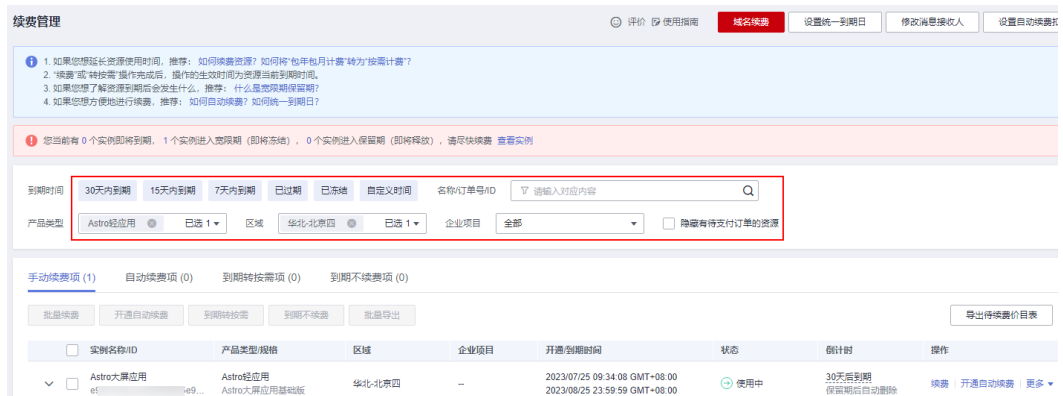 续费管理
评价 使用指南 域名续费 设置统一到期日 修改消息接收人 设置自动续费扣
1. 如果您想延长资源使用时间，推荐：如何续费资源？如何将“包年包月计费”转为“按需计费”？
2. “续费”或“转按需”操作完成后，操作的生效时间为资源当前到期时间。
3. 如果您想了解资源到期后会发生什么，推荐：什么是宽限期保留期？
4. 如果您想方便地进行续费，推荐：如何自动续费？如何统一到期日？
您当前有 0 个实例即将到期， 1 个实例进入宽限期（即将冻结）， 0 个实例进入保留期（即将释放），请尽快续费 查看实例
到期时间 30天内到期 15天内到期 7天内到期 已过期 已冻结 自定义时间 名称/订单号/ID 请输入对应内容
产品类型 Astro轻应用 已选 1 区域 华北-北京四 已选 1 企业项目 全部 隐藏有待支付订单的资源
手动续费项 (1) 自动续费项 (0) 到期转按需项 (0) 到期不续费项 (0)
批量续费 开通自动续费 到期转按需 到期不续费 批量导出 导出待续费价目表
实例名称/ID 产品类型/规格 区域 企业项目 开通/到期时间 状态 倒计时 操作
Astro大屏应用 Astro轻应用 华北-北京四 -- 2023/07/25 09:34:08 GMT+08:00 使用中 30天后到期 续费 开通自动续费 更多
Astro大屏应用基础版 2023/08/25 23:59:59 GMT+08:00 保留期后自动删除